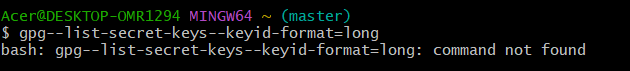 Acer@DESKTOP-OMR1294 MINGW64 ~ (master)
$ gpg--list-secret-keys--keyid-format=long
bash: gpg--list-secret-keys--keyid-format=long: command not found